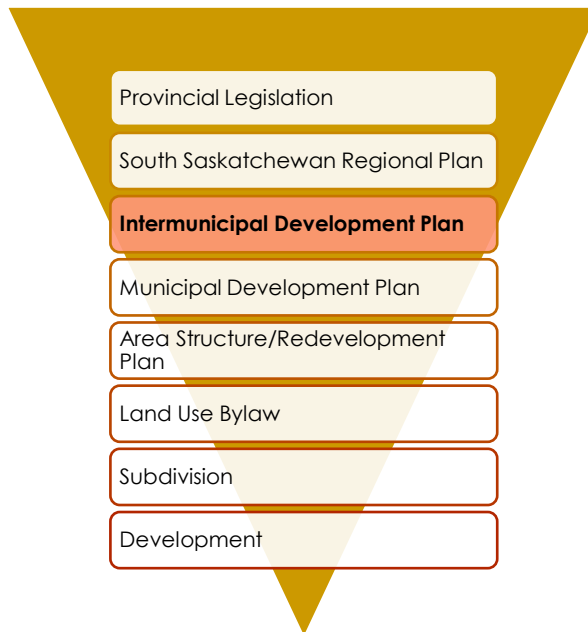 Provincial Legislation
South Saskatchewan Regional Plan
Intermunicipal Development Plan
Municipal Development Plan
Area Structure/Redevelopment
Plan
Land Use Bylaw
Subdivision
Development